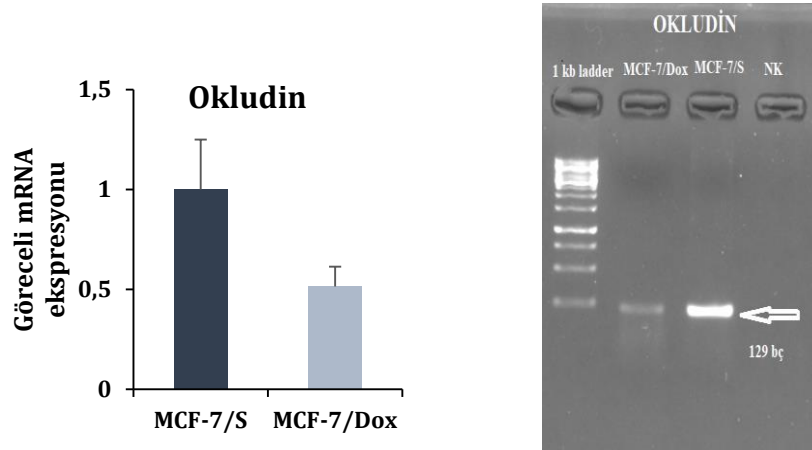 Okludin
Göreceli mRNA
ekspresyonu
1,5
1
0,5
0
MCF-7/S MCF-7/Dox
OKLUDİN
1 kb ladder MCF-7/Dox MCF-7/S NK
129 bç